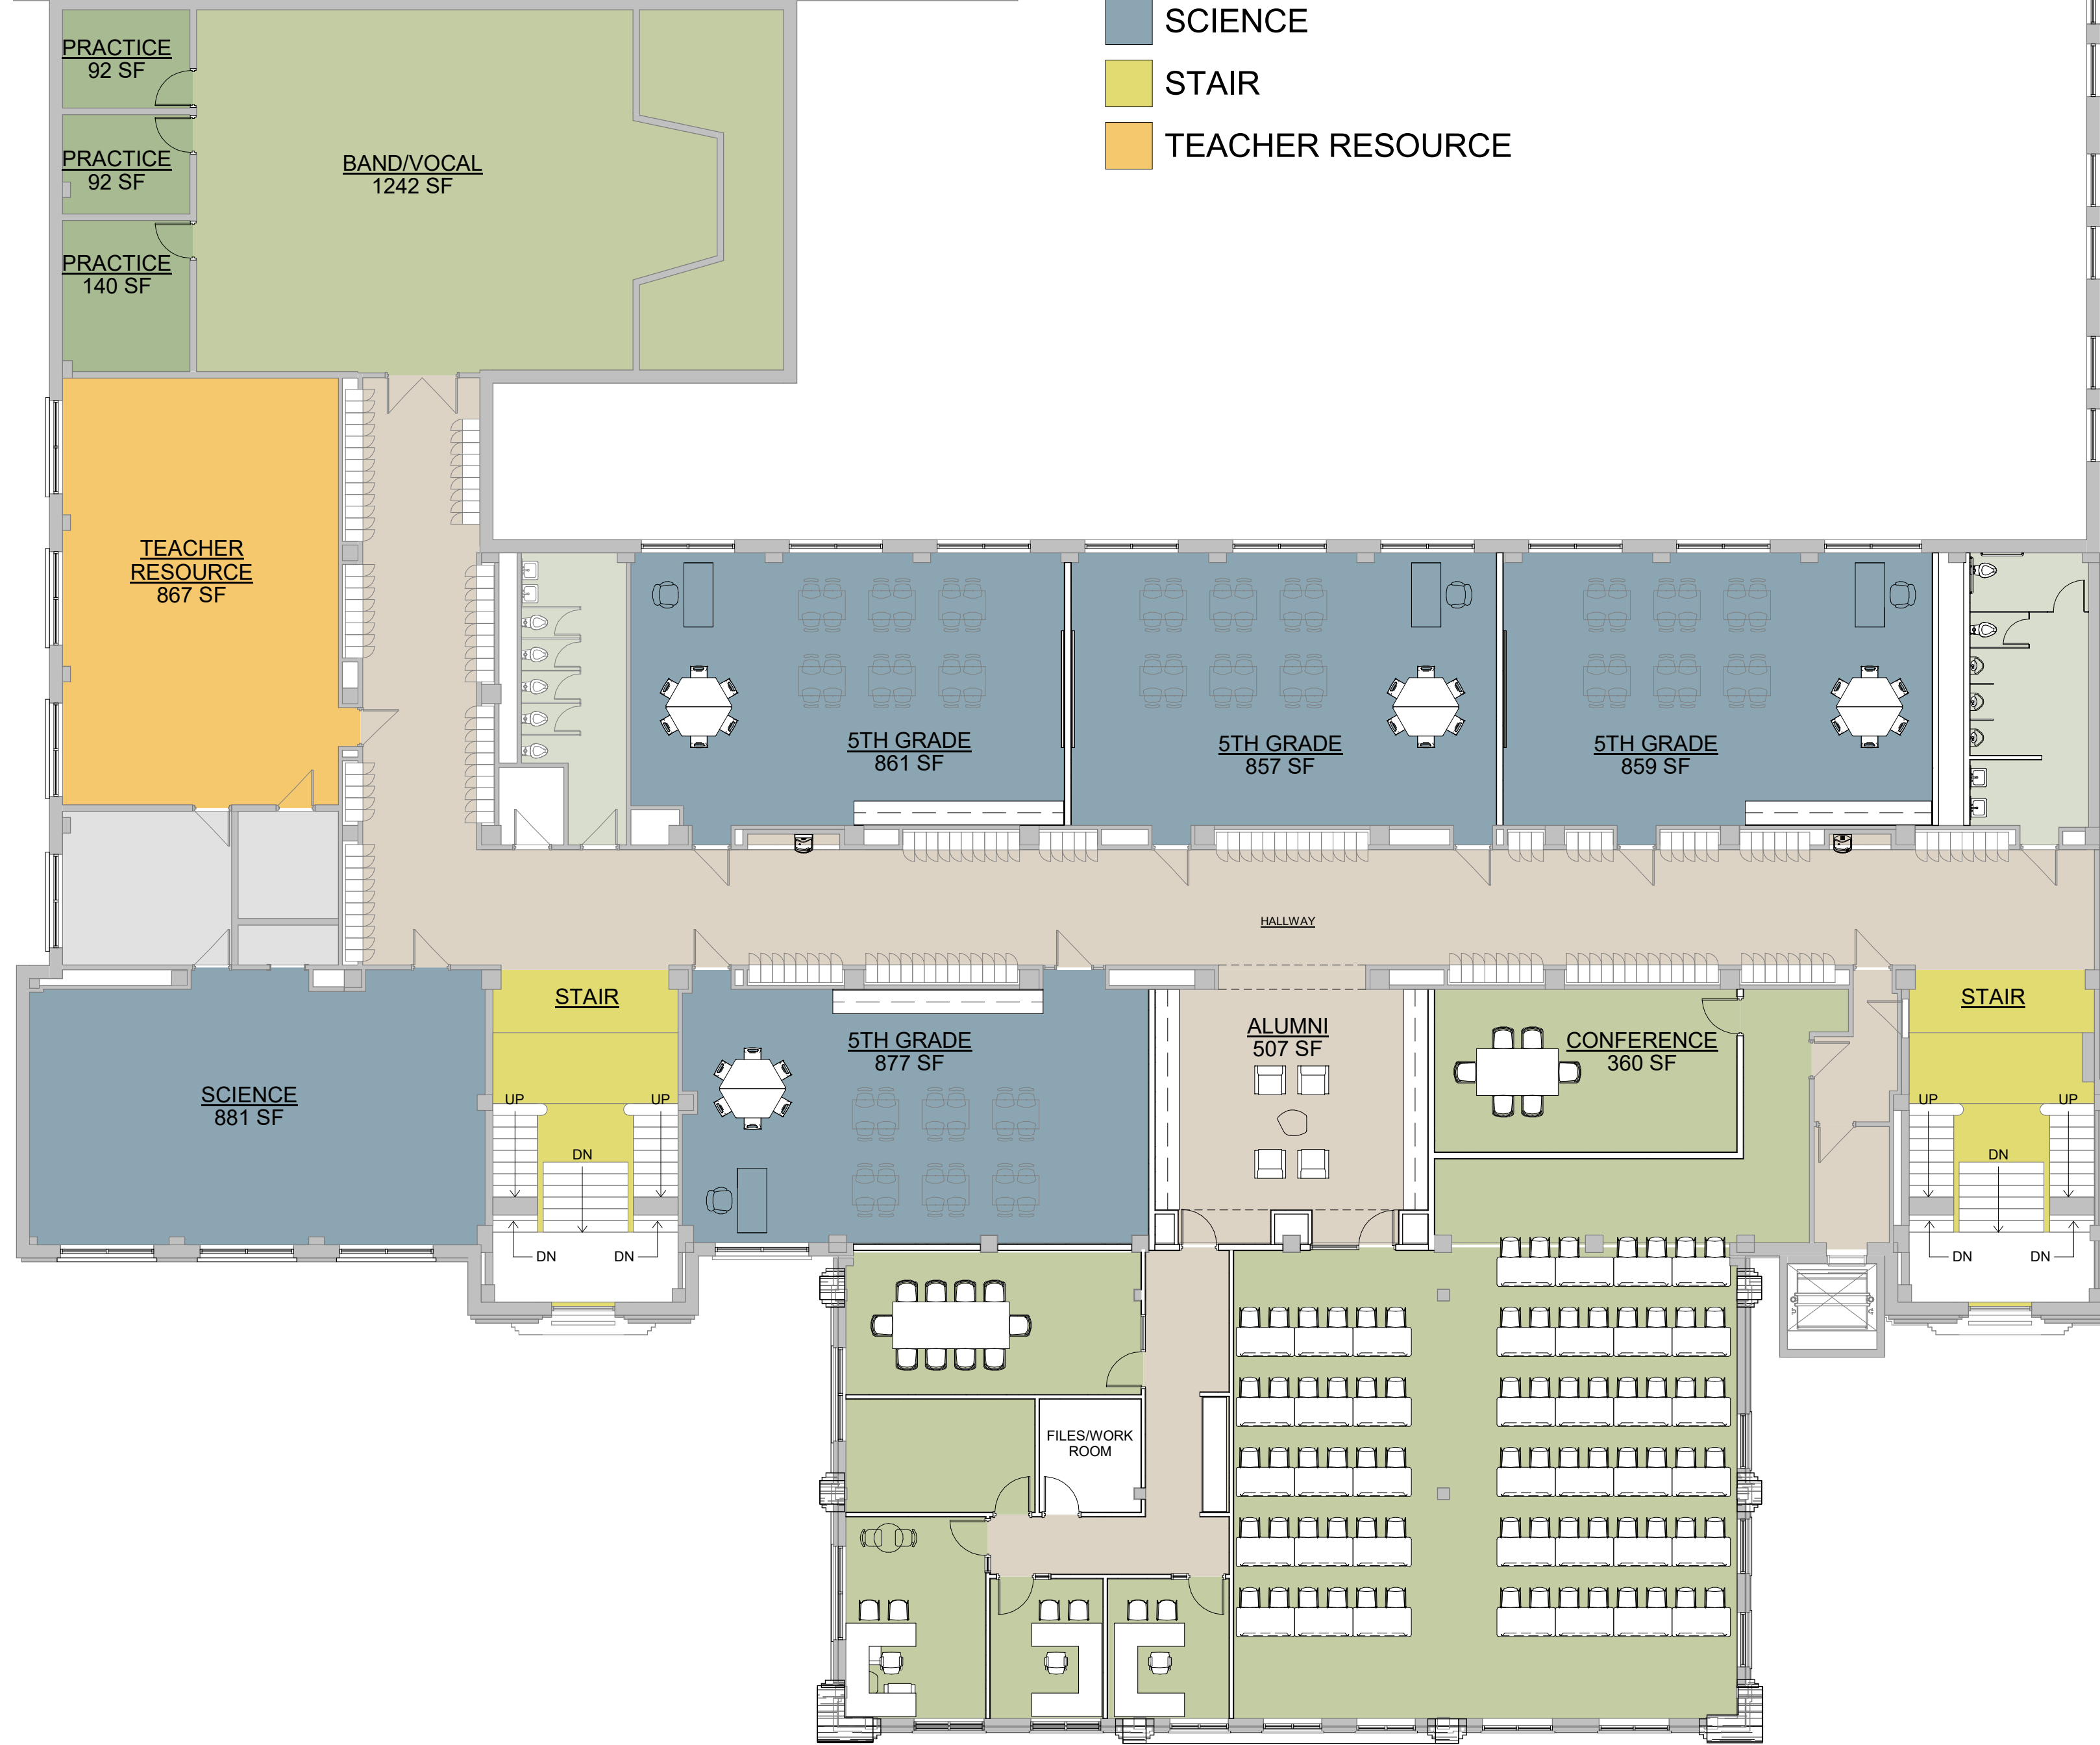 SCIENCE
STAIR
TEACHER RESOURCE
PRACTICE
92 SF
PRACTICE
92 SF
PRACTICE
140 SF
BAND/VOCAL
1242 SF
TEACHER
RESOURCE
867 SF
5TH GRADE
861 SF
5TH GRADE
857 SF
5TH GRADE
859 SF
HALLWAY
SCIENCE
881 SF
STAIR
UP
UP
DN
DN
DN
5TH GRADE
877 SF
ALUMNI
507 SF
CONFERENCE
360 SF
STAIR
UP
UP
DN
DN
DN
FILES/WORK
ROOM